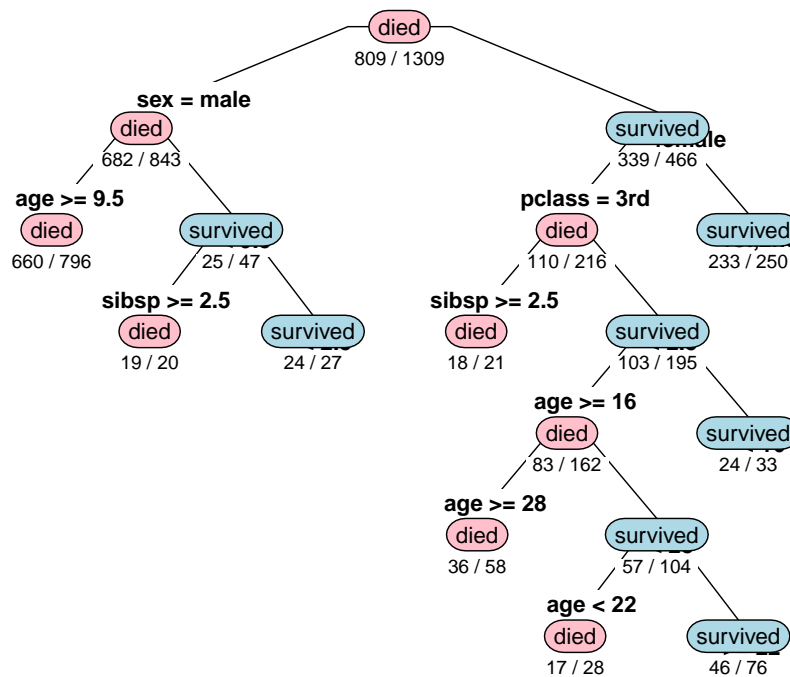 died
809 / 1309
sex = male
died
survived
682 / 843
339 / 466
age >= 9.5
pclass = 3rd
died
survived
died
survived
660 / 796
25 / 47
110 / 216
233 / 250
sibsp >= 2.5
sibsp >= 2.5
died
survived
died
survived
19 / 20
24 / 27
18 / 21
103 / 195
age >= 16
died
survived
83 / 162
24 / 33
age >= 28
died
survived
36 / 58
57 / 104
age < 22
died
survived
17 / 28
46 / 76